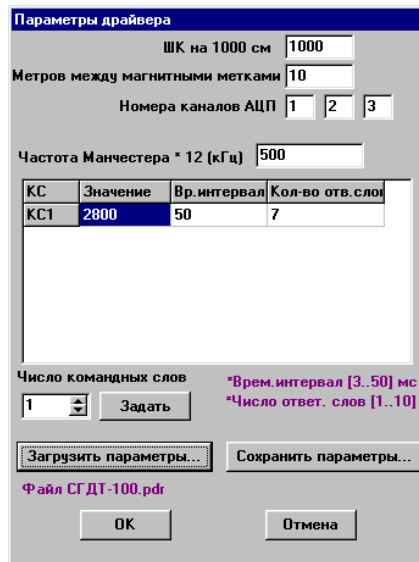 Параметры драйвера
ШК на 1000 см 1000
Метров между магнитными метками 10
Номера каналов АЦП 1 2 3
Частота Манчестера * 12 (кГц) 500
КС Значение Вр.интервал Кол-во отв.сло
КС1 2800 50 7
Число командных слов
*Врем.интервал [3..50] мс
1 Задать
*Число ответ. слов [1..10]
Загрузить параметры... Сохранить параметры...
Файл СГДТ-100.pdr
OK Отмена